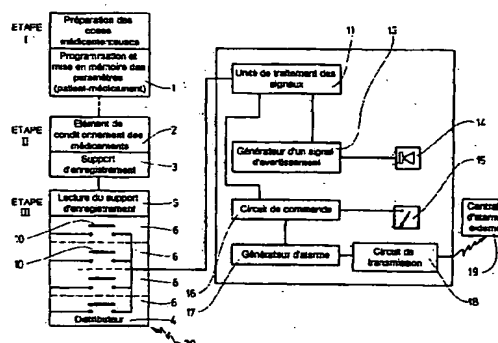 ETAPE
I
Préparation des
doses
médicamenteuses
Programmation et
mise en mémoire des
paramètres
(patient-médicament)
1
ETAPE
II
Elément de
conditionnement des
médicaments
2
Support
d'enregistrement
3
ETAPE
III
Lecture du support
d'enregistrement
5
10
6
10
6
6
6
Distributeur
4
20
11
Unité de traitement des
signaux
13
Générateur d'un signal
d'avertissement
14
15
Circuit de commande
16
Générateur d'alarme
17
Circuit de
transmission
18
Central
d'alarme
externe
19